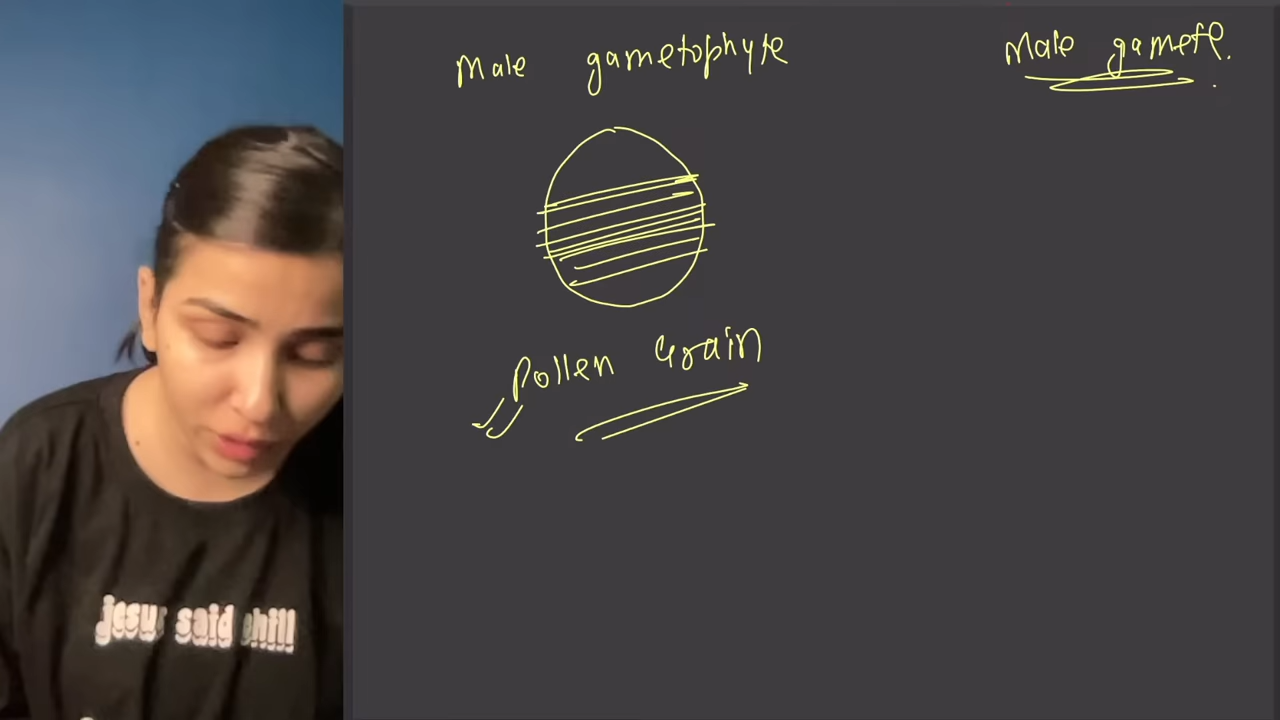 Male gametophyte
Male gamete.
Pollen Grain
jesus said chill